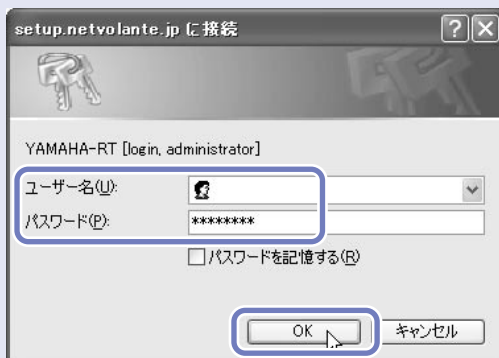 setup.netvolante.jp に接続
YAMAHA-RT [login, administrator]
ユーザー名(U):
パスワード(P): ********
パスワードを記憶する(R)
OK キャンセル